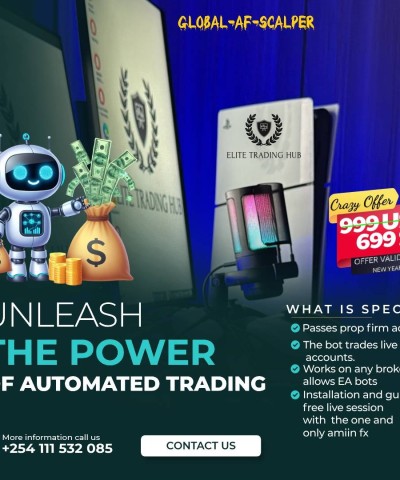 GLOBAL-AF-SCALPER
ELITE TRADING HUB
ELITE TRADING HUB
Crazy Offer
999 U
699
OFFER VALID
NEW YEAR
$
UNLEASH
THE POWER
OF AUTOMATED TRADING
WHAT IS SPEC
Passes prop firm ac
The bot trades live
accounts.
Works on any broke
allows EA bots
Installation and gu
free live session
with the one and
only amiin fx
More information call us
+254 111 532 085
CONTACT US